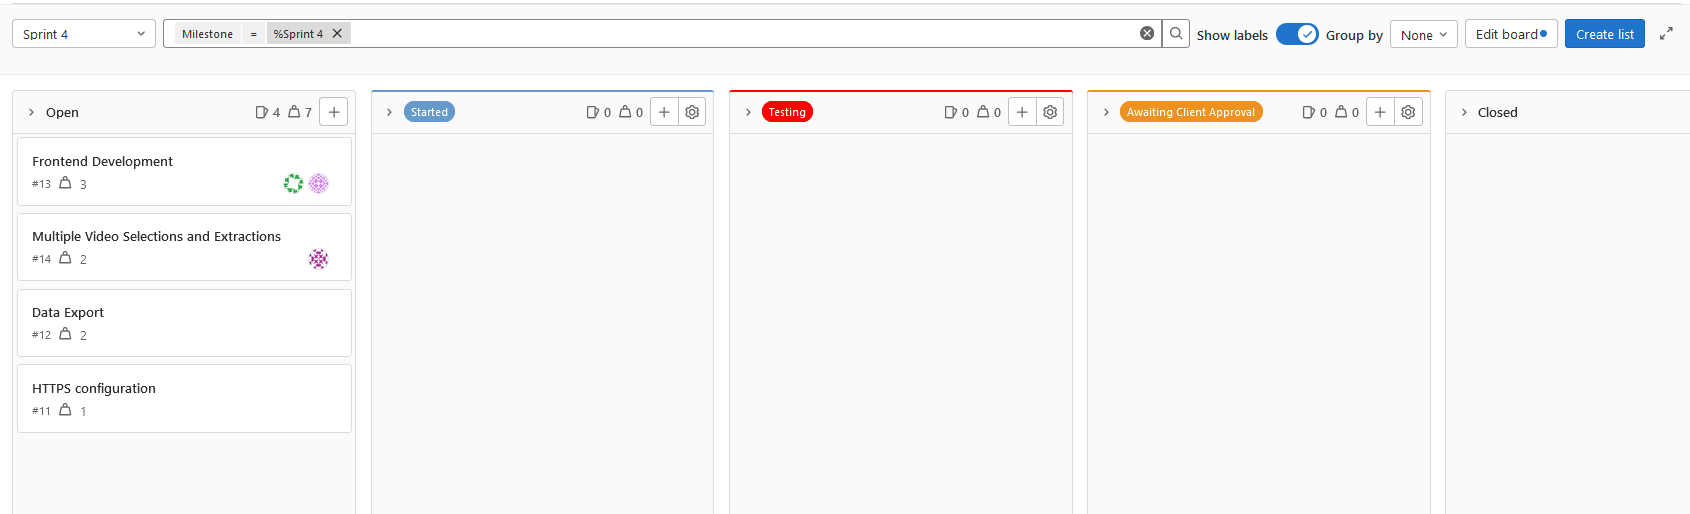 Sprint 4
Milestone = %Sprint 4
Show labels
Group by
None
Edit board
Create list
Open 4 7
Started 0 0
Testing 0 0
Awaiting Client Approval 0 0
Closed
Frontend Development
#13 3
Multiple Video Selections and Extractions
#14 2
Data Export
#12 2
HTTPS configuration
#11 1